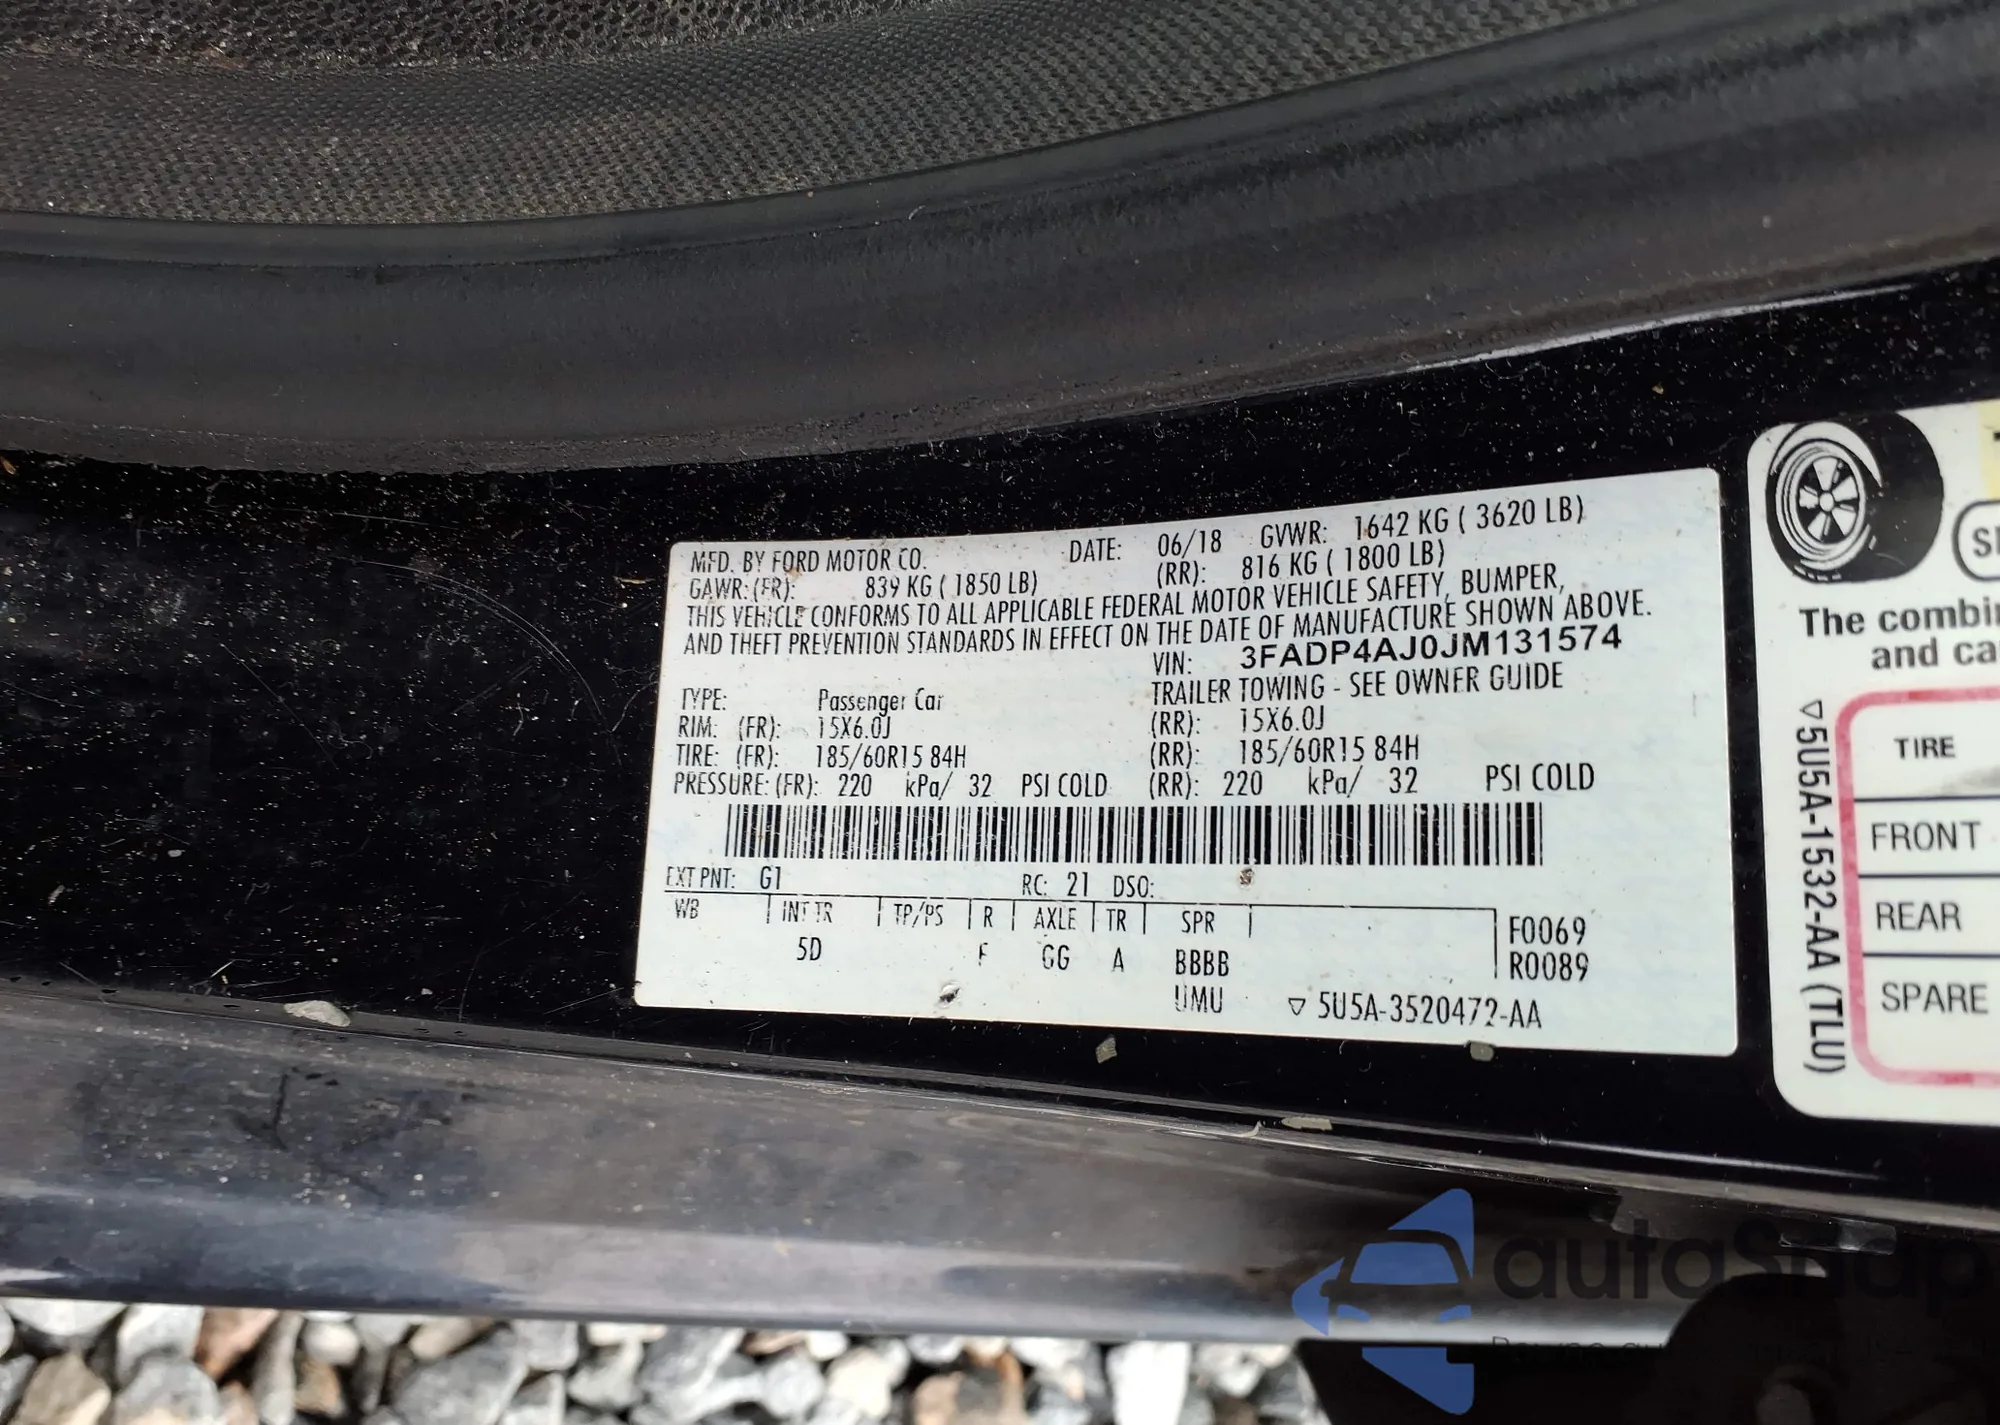 MFD. BY FORD MOTOR CO. DATE: 06/18 GVWR: 1642 KG ( 3620 LB)
GAWR: (FR): 839 KG ( 1850 LB) (RR): 816 KG ( 1800 LB)
THIS VEHICLE CONFORMS TO ALL APPLICABLE FEDERAL MOTOR VEHICLE SAFETY, BUMPER,
AND THEFT PREVENTION STANDARDS IN EFFECT ON THE DATE OF MANUFACTURE SHOWN ABOVE.
VIN: 3FADP4AJ0JM131574
TYPE: Passenger Car TRAILER TOWING - SEE OWNER GUIDE
RIM: (FR): 15X6.0J (RR): 15X6.0J
TIRE: (FR): 185/60R15 84H (RR): 185/60R15 84H
PRESSURE: (FR): 220 kPa/ 32 PSI COLD (RR): 220 kPa/ 32 PSI COLD
EXT PNT: G1 RC: 21 DSO:
WB INT TR TP/PS R AXLE TR SPR F0069
5D F GG A BBBB R0089
UMU ▽ 5U5A-3520472-AA
The combin
and ca
▽5U5A-1532-AA (TLU)
TIRE
FRONT
REAR
SPARE
autoSnap